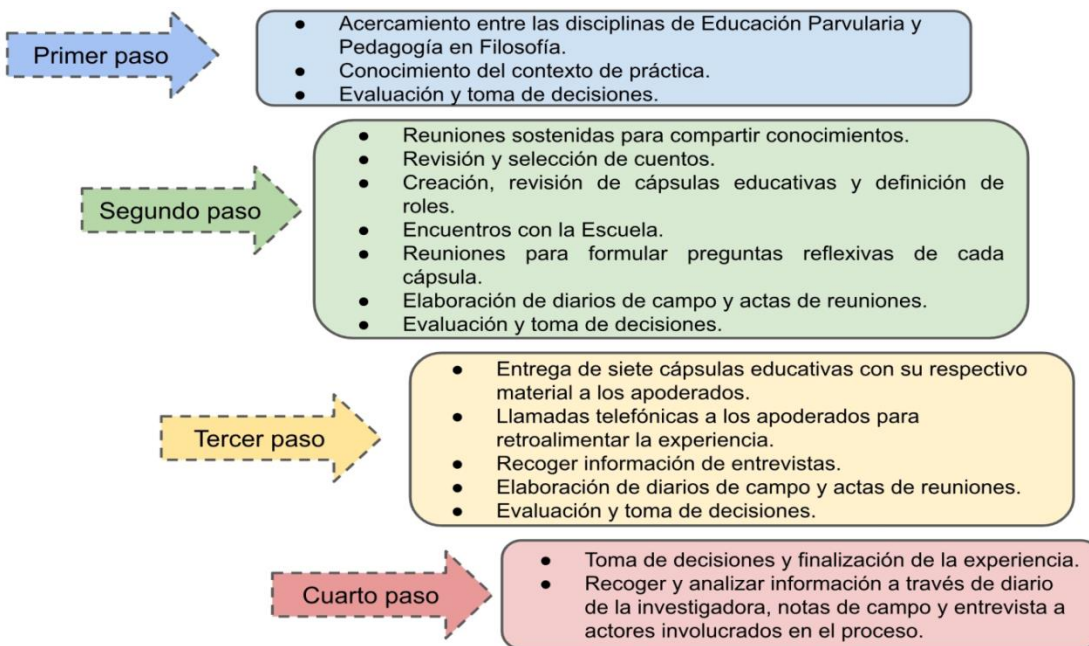 Primer paso
● Acercamiento entre las disciplinas de Educación Parvularia y
Pedagogía en Filosofía.
● Conocimiento del contexto de práctica.
● Evaluación y toma de decisiones.
Segundo paso
● Reuniones sostenidas para compartir conocimientos.
● Revisión y selección de cuentos.
● Creación, revisión de cápsulas educativas y definición de
roles.
● Encuentros con la Escuela.
● Reuniones para formular preguntas reflexivas de cada
cápsula.
● Elaboración de diarios de campo y actas de reuniones.
● Evaluación y toma de decisiones.
Tercer paso
● Entrega de siete cápsulas educativas con su respectivo
material a los apoderados.
● Llamadas telefónicas a los apoderados para
retroalimentar la experiencia.
● Recoger información de entrevistas.
● Elaboración de diarios de campo y actas de reuniones.
● Evaluación y toma de decisiones.
Cuarto paso
● Toma de decisiones y finalización de la experiencia.
● Recoger y analizar información a través de diario
de la investigadora, notas de campo y entrevista a
actores involucrados en el proceso.